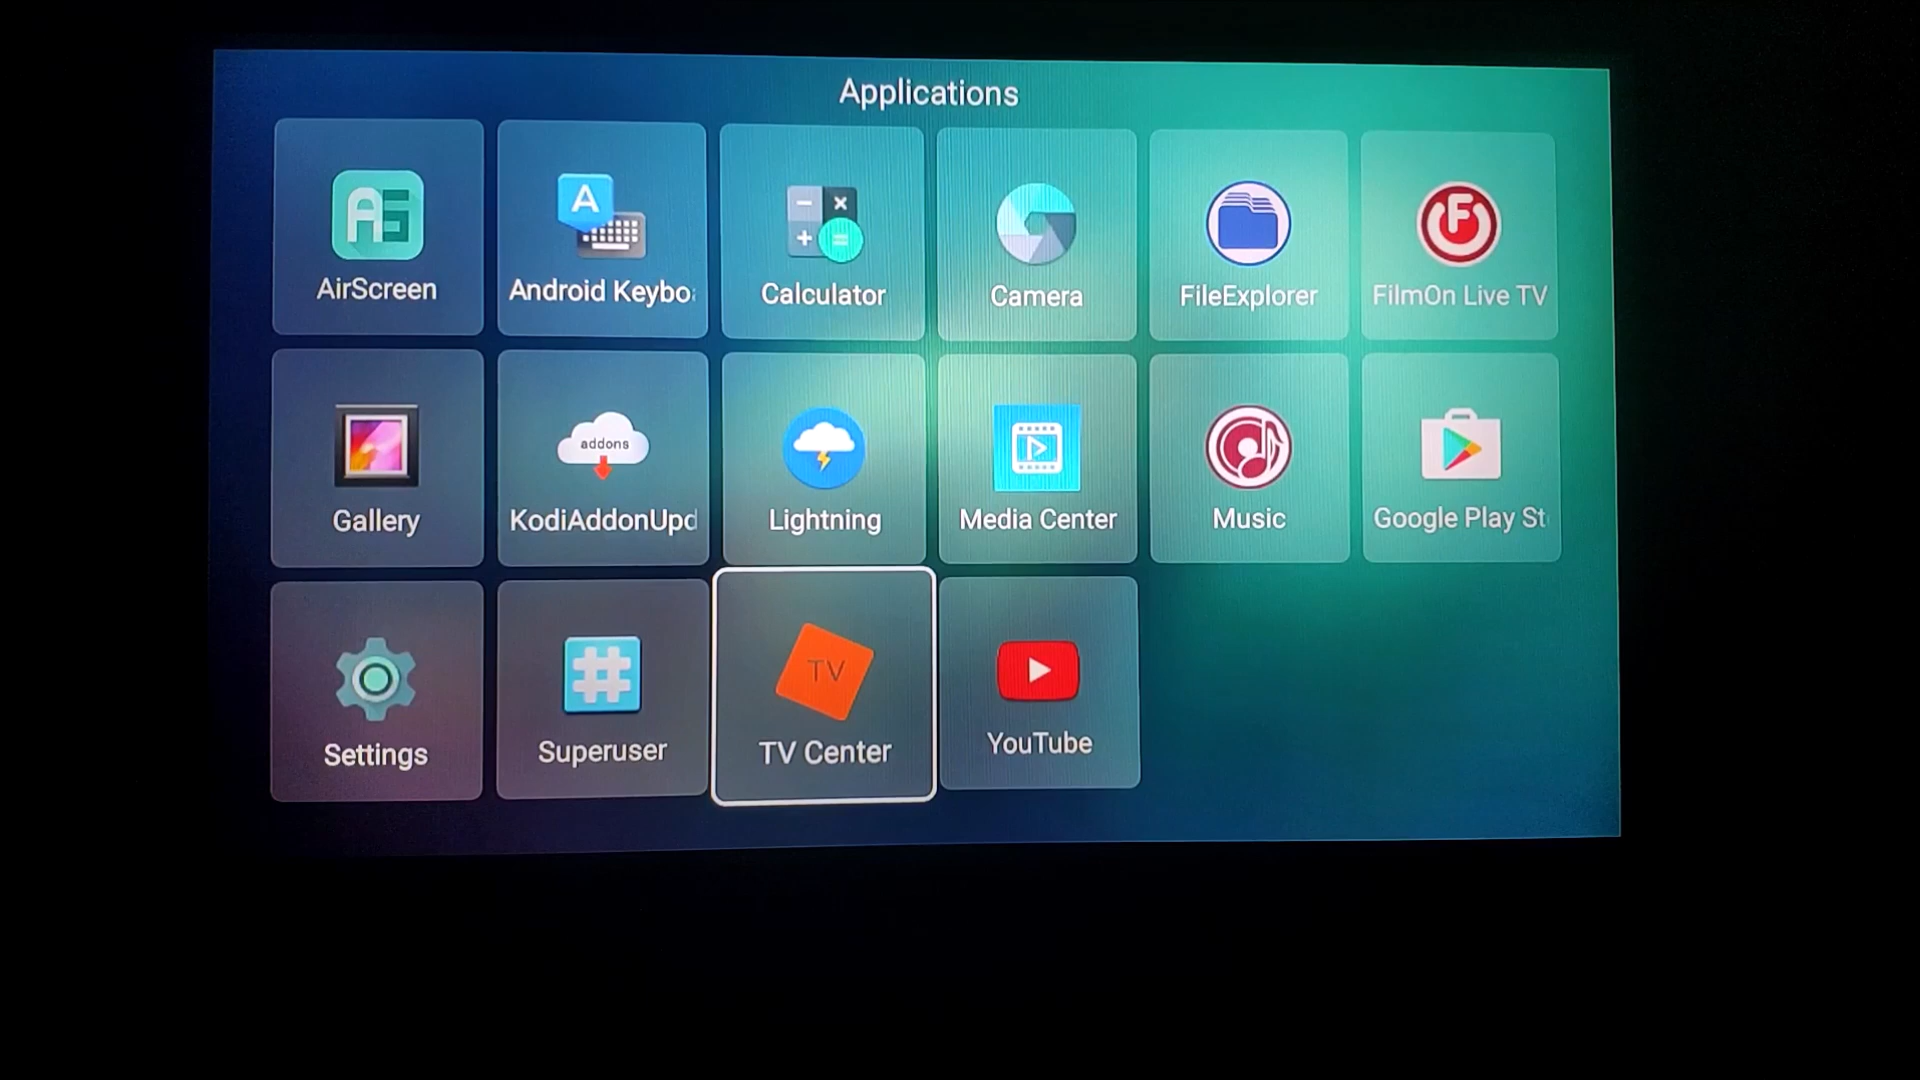 Applications
AS
AirScreen
A
Android Keybo
Calculator
Camera
FileExplorer
F
FilmOn Live TV
Gallery
addons
KodiAddonUpd
Lightning
Media Center
Music
Google Play St
Settings
#
Superuser
TV
TV Center
YouTube